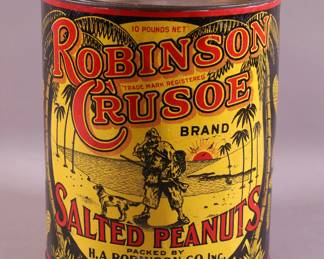 10 POUNDS NET
ROBINSON
"TRADE MARK REGISTERED"
CRUSOE
BRAND
SALTED PEANUTS
PACKED BY
H.A. ROBINSON CO. INC.